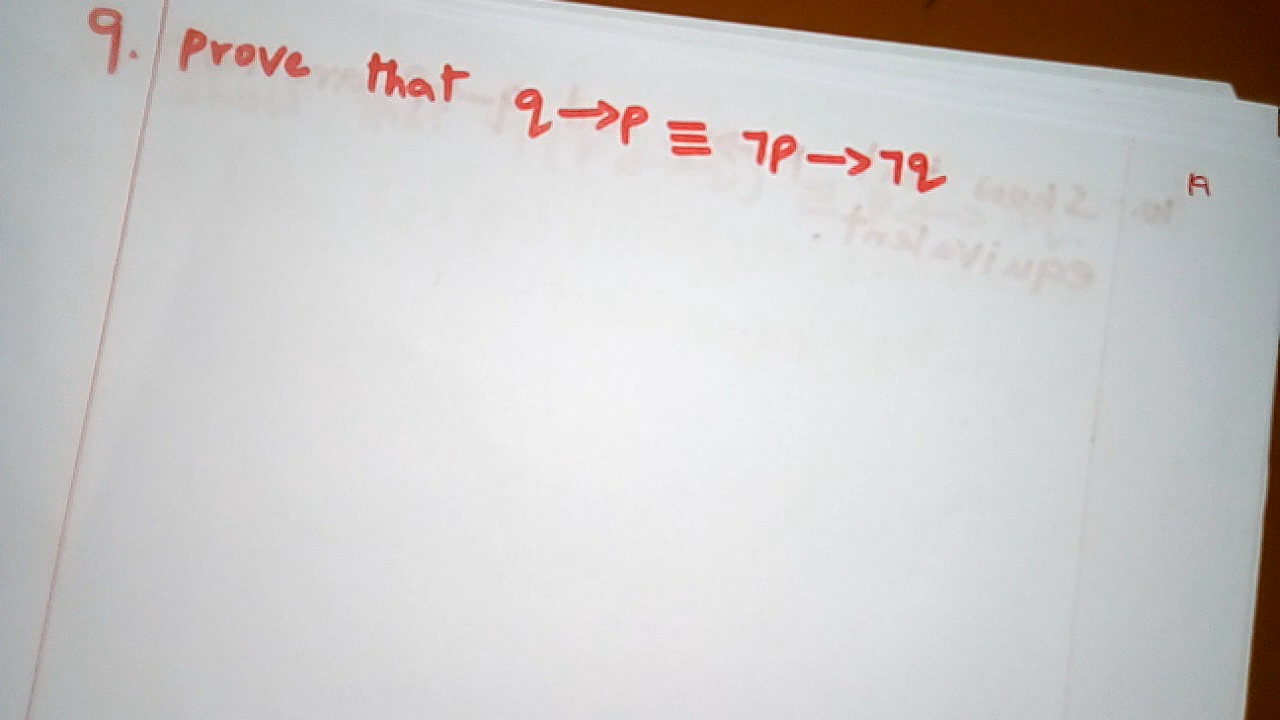 9. prove that q→p ≡ ¬p→¬q